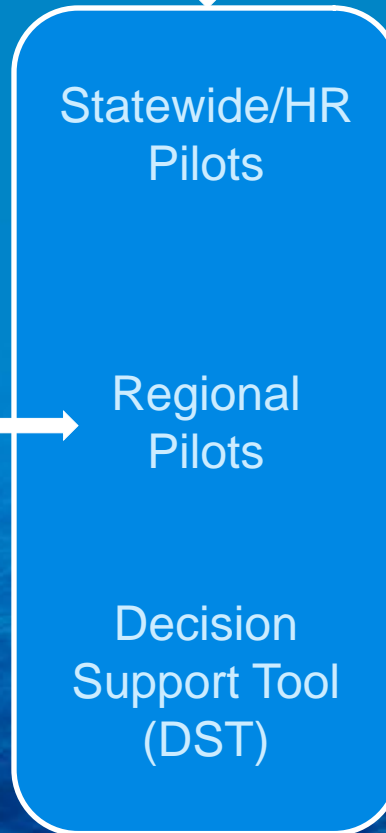 Statewide/HR
Pilots
Regional
Pilots
Decision
Support Tool
(DST)